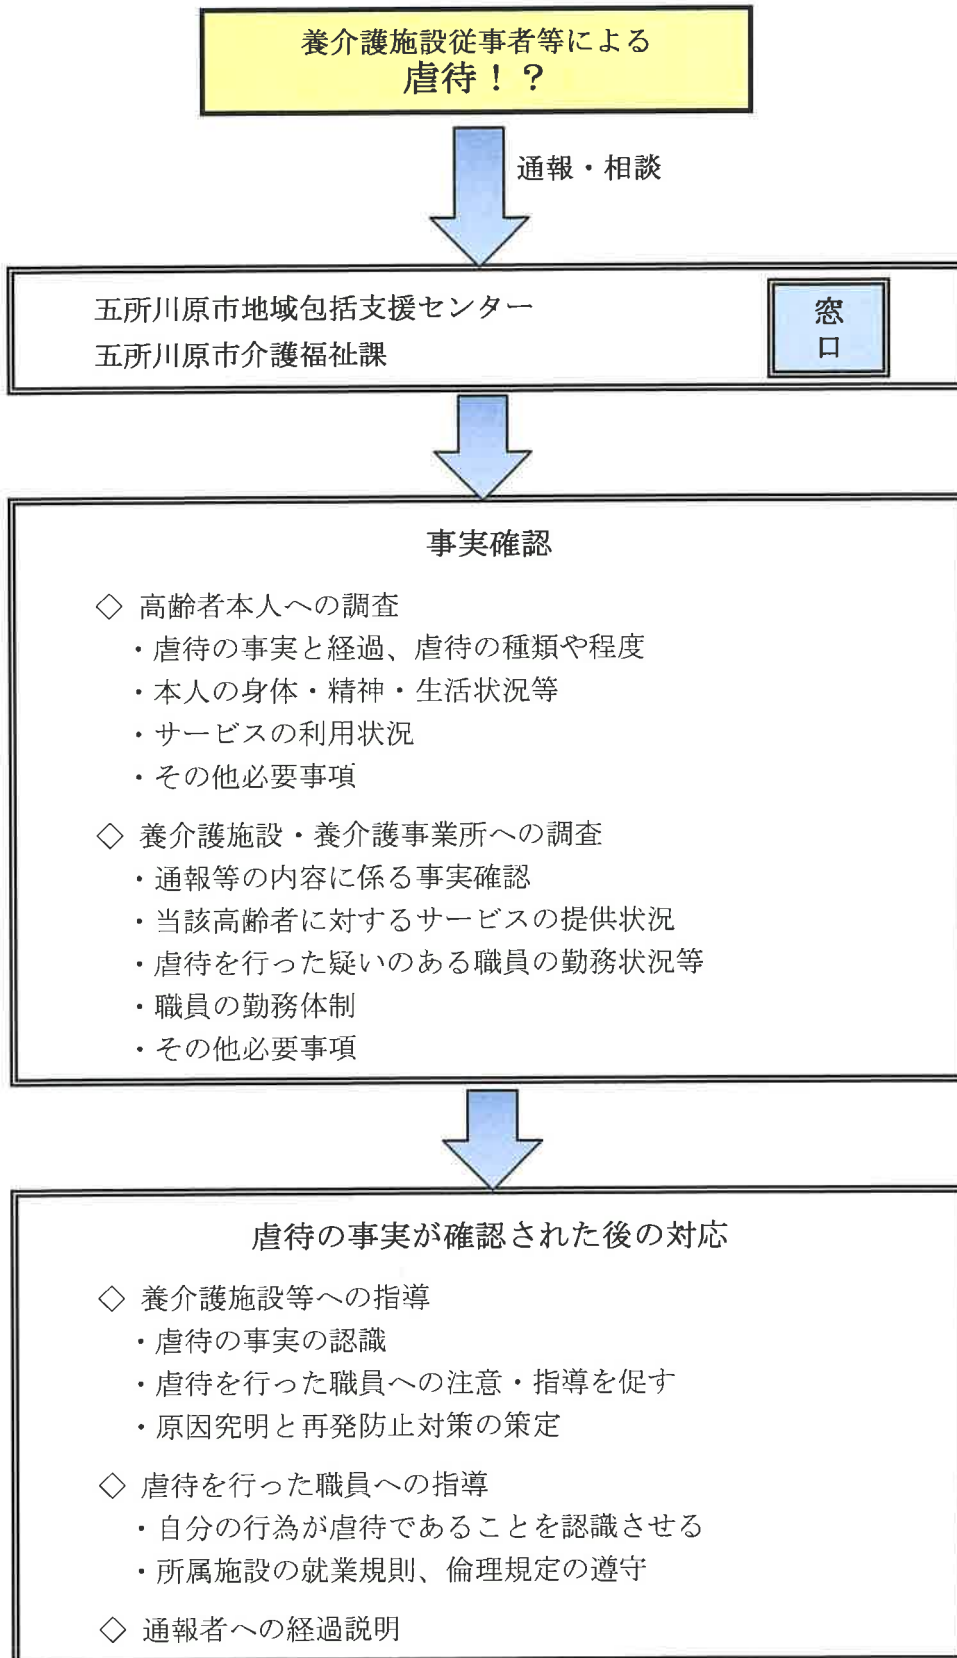 養介護施設従事者等による
虐待！？
通報・相談
五所川原市地域包括支援センター
五所川原市介護福祉課
窓
口
事実確認
◇ 高齢者本人への調査
・虐待の事実と経過、虐待の種類や程度
・本人の身体・精神・生活状況等
・サービスの利用状況
・その他必要事項
◇ 養介護施設・養介護事業所への調査
・通報等の内容に係る事実確認
・当該高齢者に対するサービスの提供状況
・虐待を行った疑いのある職員の勤務状況等
・職員の勤務体制
・その他必要事項
虐待の事実が確認された後の対応
◇ 養介護施設等への指導
・虐待の事実の認識
・虐待を行った職員への注意・指導を促す
・原因究明と再発防止対策の策定
◇ 虐待を行った職員への指導
・自分の行為が虐待であることを認識させる
・所属施設の就業規則、倫理規定の遵守
◇ 通報者への経過説明